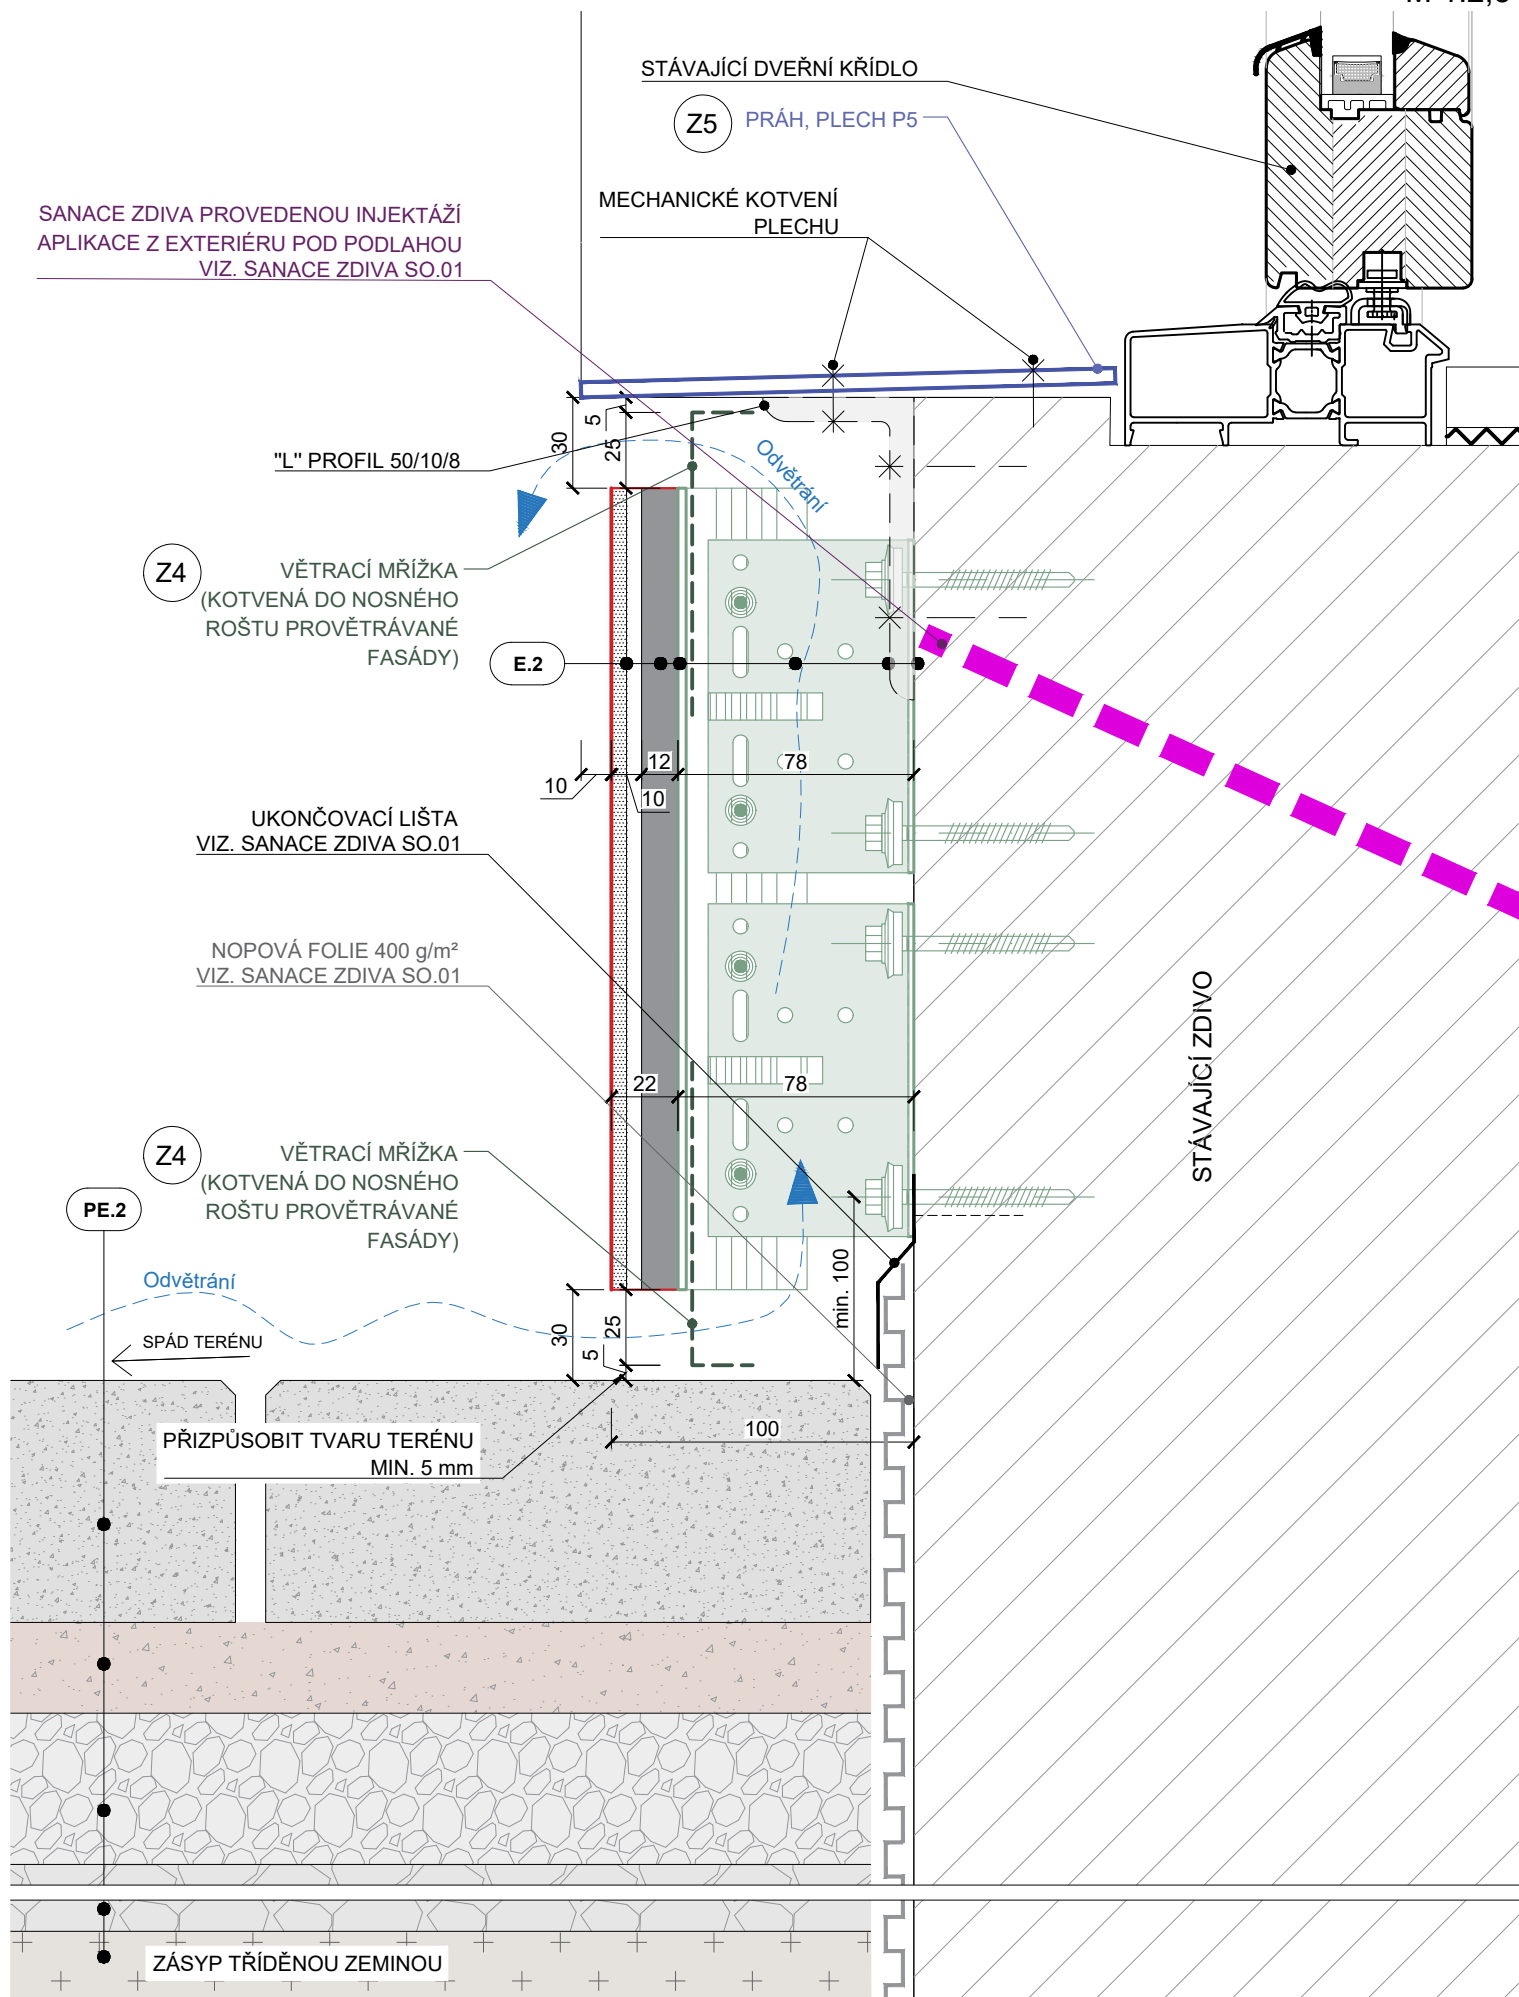 STÁVAJÍCÍ DVEŘNÍ KŘÍDLO
Z5
PRÁH, PLECH P5
MECHANICKÉ KOTVENÍ
PLECHU
SANACE ZDIVA PROVEDENOU INJEKTÁŽÍ
APLIKACE Z EXTERIÉRU POD PODLAHOU
VIZ. SANACE ZDIVA SO.01
30
5
25
"L" PROFIL 50/10/8
Odvětrání
Z4
VĚTRACÍ MŘÍŽKA
(KOTVENÁ DO NOSNÉHO
ROŠTU PROVĚTRÁVANÉ
FASÁDY)
E.2
12
78
10
10
UKONČOVACÍ LIŠTA
VIZ. SANACE ZDIVA SO.01
NOPOVÁ FOLIE 400 g/m²
VIZ. SANACE ZDIVA SO.01
STÁVAJÍCÍ ZDIVO
22
78
Z4
VĚTRACÍ MŘÍŽKA
(KOTVENÁ DO NOSNÉHO
ROŠTU PROVĚTRÁVANÉ
FASÁDY)
PE.2
min. 100
Odvětrání
SPÁD TERÉNU
30
5
25
PŘIZPŮSOBIT TVARU TERÉNU
MIN. 5 mm
100
ZÁSYP TŘÍDĚNOU ZEMINOU